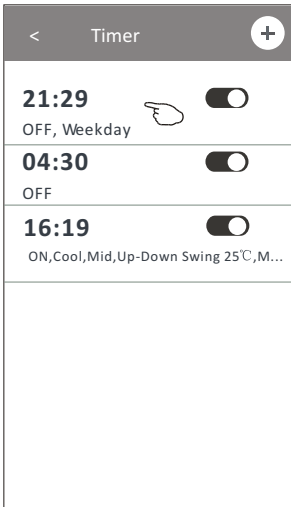 < Timer +
21:29
OFF, Weekday
04:30
OFF
16:19
ON,Cool,Mid,Up-Down Swing 25℃,M...